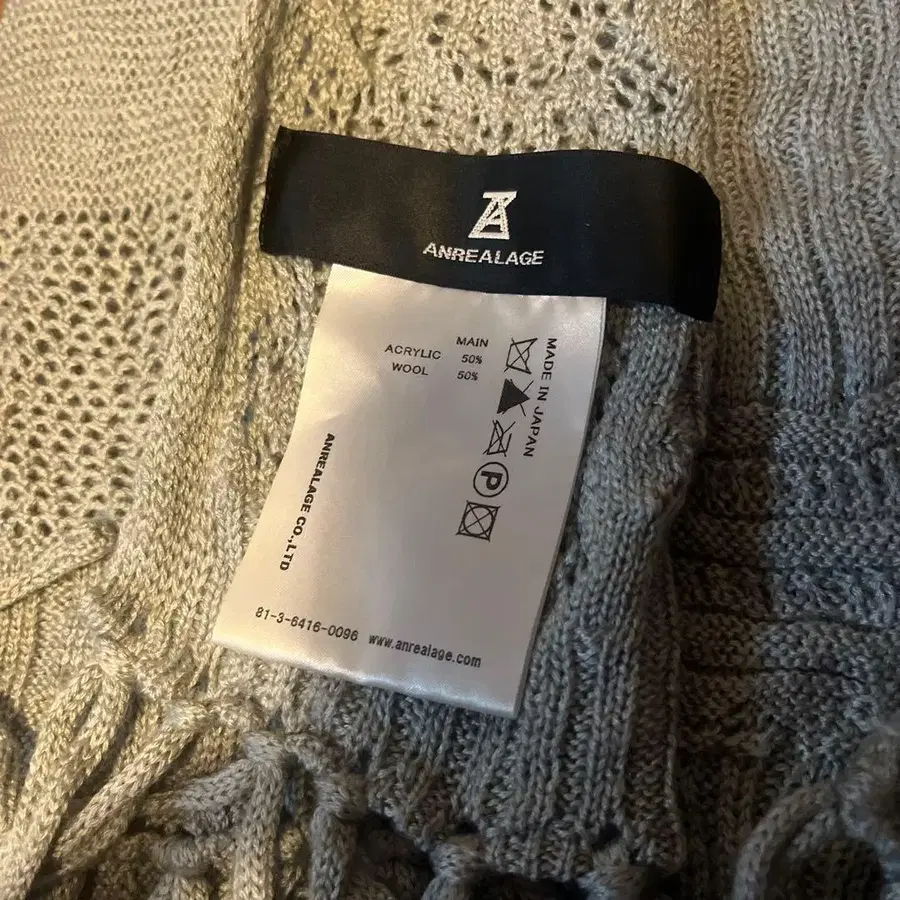 ANREALAGE
MAIN
ACRYLIC 50%
WOOL 50%
MADE IN JAPAN
P
ANREALAGE CO.,LTD
81-3-6416-0096 www.anrealage.com